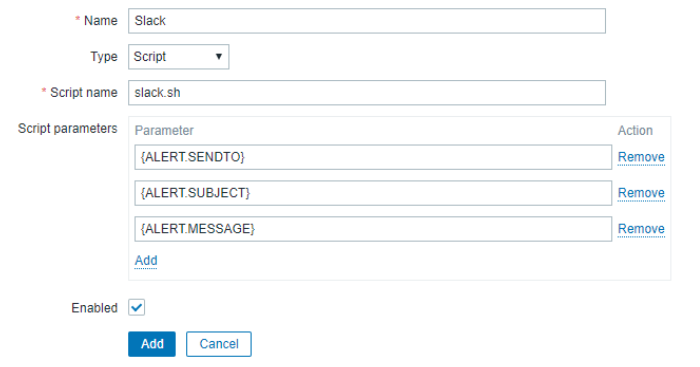 * Name Slack
Type Script
* Script name slack.sh
Script parameters Parameter Action
{ALERT.SENDTO} Remove
{ALERT.SUBJECT} Remove
{ALERT.MESSAGE} Remove
Add
Enabled
Add Cancel